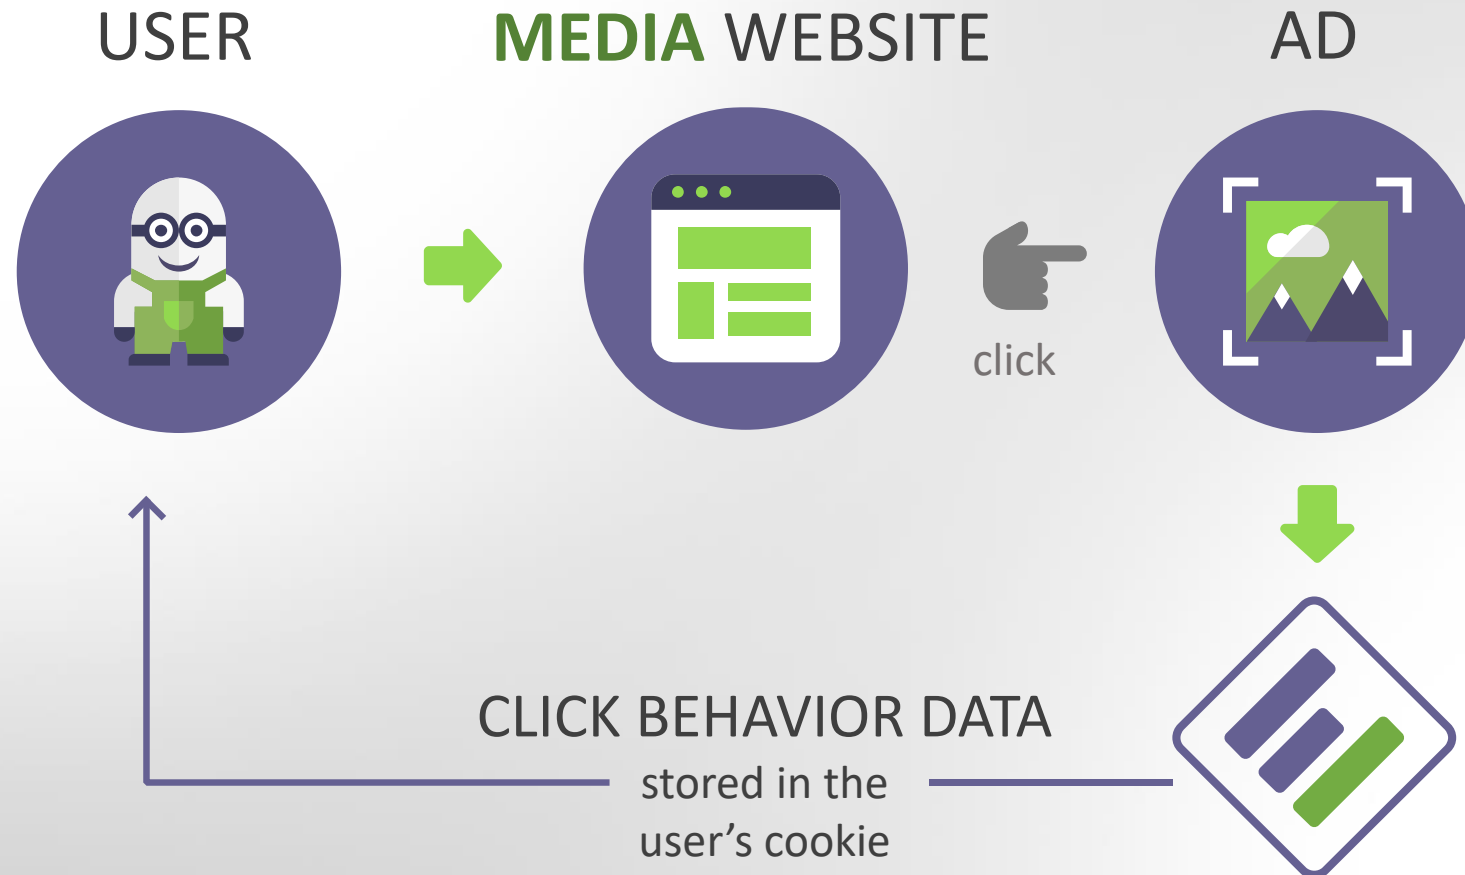 USER
MEDIA WEBSITE
AD
click
CLICK BEHAVIOR DATA
stored in the
user’s cookie